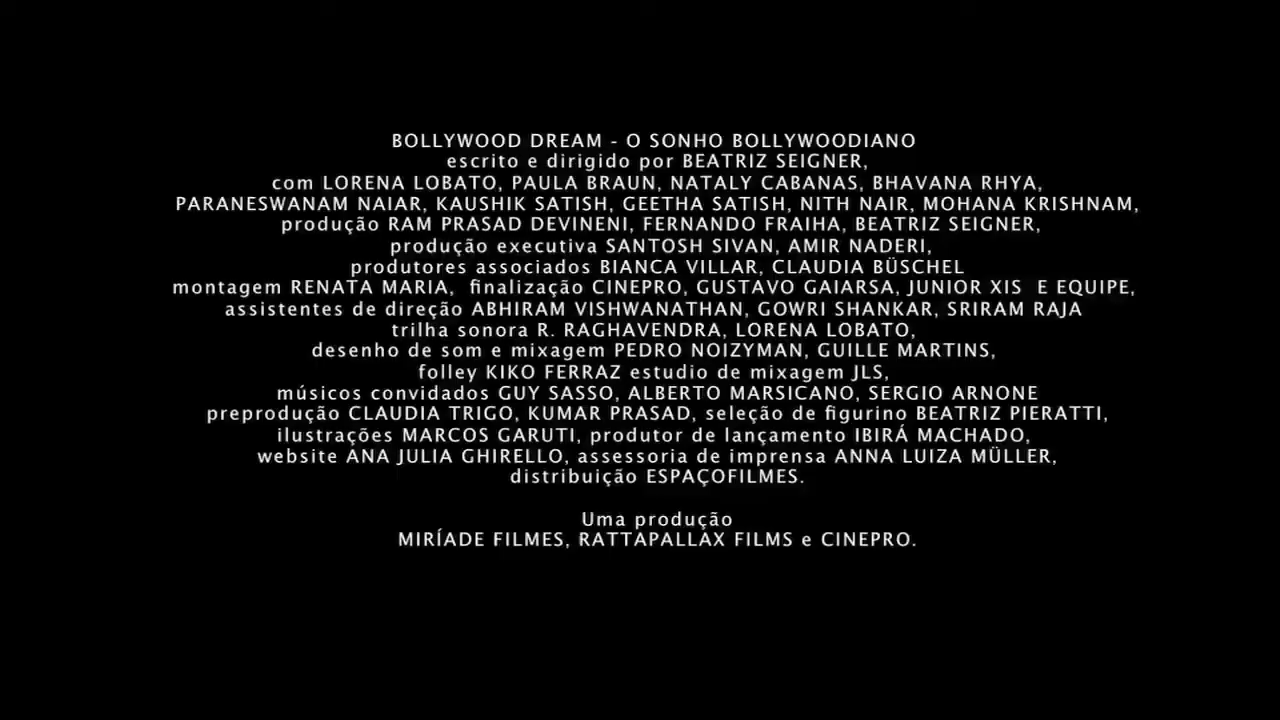 BOLLYWOOD DREAM - O SONHO BOLLYWOODIANO
escrito e dirigido por BEATRIZ SEIGNER,
com LORENA LOBATO, PAULA BRAUN, NATALY CABANAS, BHAVANA RHYA,
PARANESWANAM NAIAR, KAUSHIK SATISH, GEETHA SATISH, NITH NAIR, MOHANA KRISHNAM,
produção RAM PRASAD DEVINENI, FERNANDO FRAIHA, BEATRIZ SEIGNER,
produção executiva SANTOSH SIVAN, AMIR NADERI,
produtores associados BIANCA VILLAR, CLAUDIA BÜSCHEL
montagem RENATA MARIA, finalização CINEPRO, GUSTAVO GAIARSA, JUNIOR XIS E EQUIPE,
assistentes de direção ABHIRAM VISHWANATHAN, GOWRI SHANKAR, SRIRAM RAJA
trilha sonora R. RAGHAVENDRA, LORENA LOBATO,
desenho de som e mixagem PEDRO NOIZYMAN, GUILLE MARTINS,
folley KIKO FERRAZ estudio de mixagem JLS,
músicos convidados GUY SASSO, ALBERTO MARSICANO, SERGIO ARNONE
preprodução CLAUDIA TRIGO, KUMAR PRASAD, seleção de figurino BEATRIZ PIERATTI,
ilustrações MARCOS GARUTI, produtor de lançamento IBIRÁ MACHADO,
website ANA JULIA GHIRELLO, assessoria de imprensa ANNA LUIZA MÜLLER,
distribuição ESPAÇOFILMES.
Uma produção
MIRÍADE FILMES, RATTAPALLAX FILMS e CINEPRO.